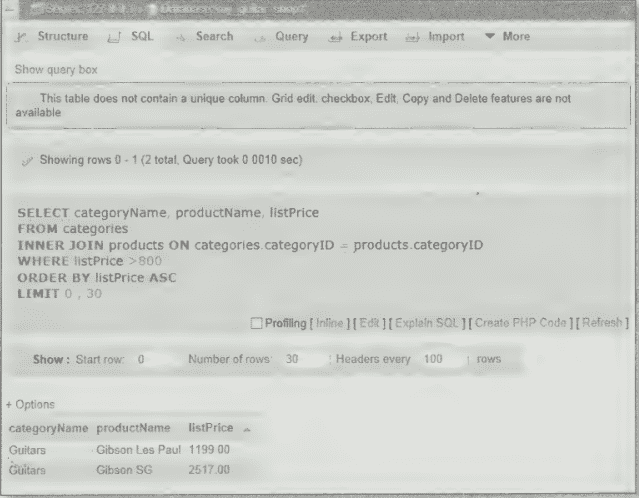 Structure SQL Search Query Export Import More
Show query box
This table does not contain a unique column. Grid edit, checkbox, Edit, Copy and Delete features are not
available
Showing rows 0 - 1 (2 total, Query took 0 0010 sec)
SELECT categoryName, productName, listPrice
FROM categories
INNER JOIN products ON categories.categoryID = products.categoryID
WHERE listPrice >800
ORDER BY listPrice ASC
LIMIT 0 , 30
Profiling [ Inline ] [ Edit ] [ Explain SQL ] [ Create PHP Code ] [ Refresh ]
Show : Start row: 0 Number of rows: 30 Headers every 100 rows
+ Options
categoryName productName listPrice
Guitars Gibson Les Paul 1199 00
Guitars Gibson SG 2517.00